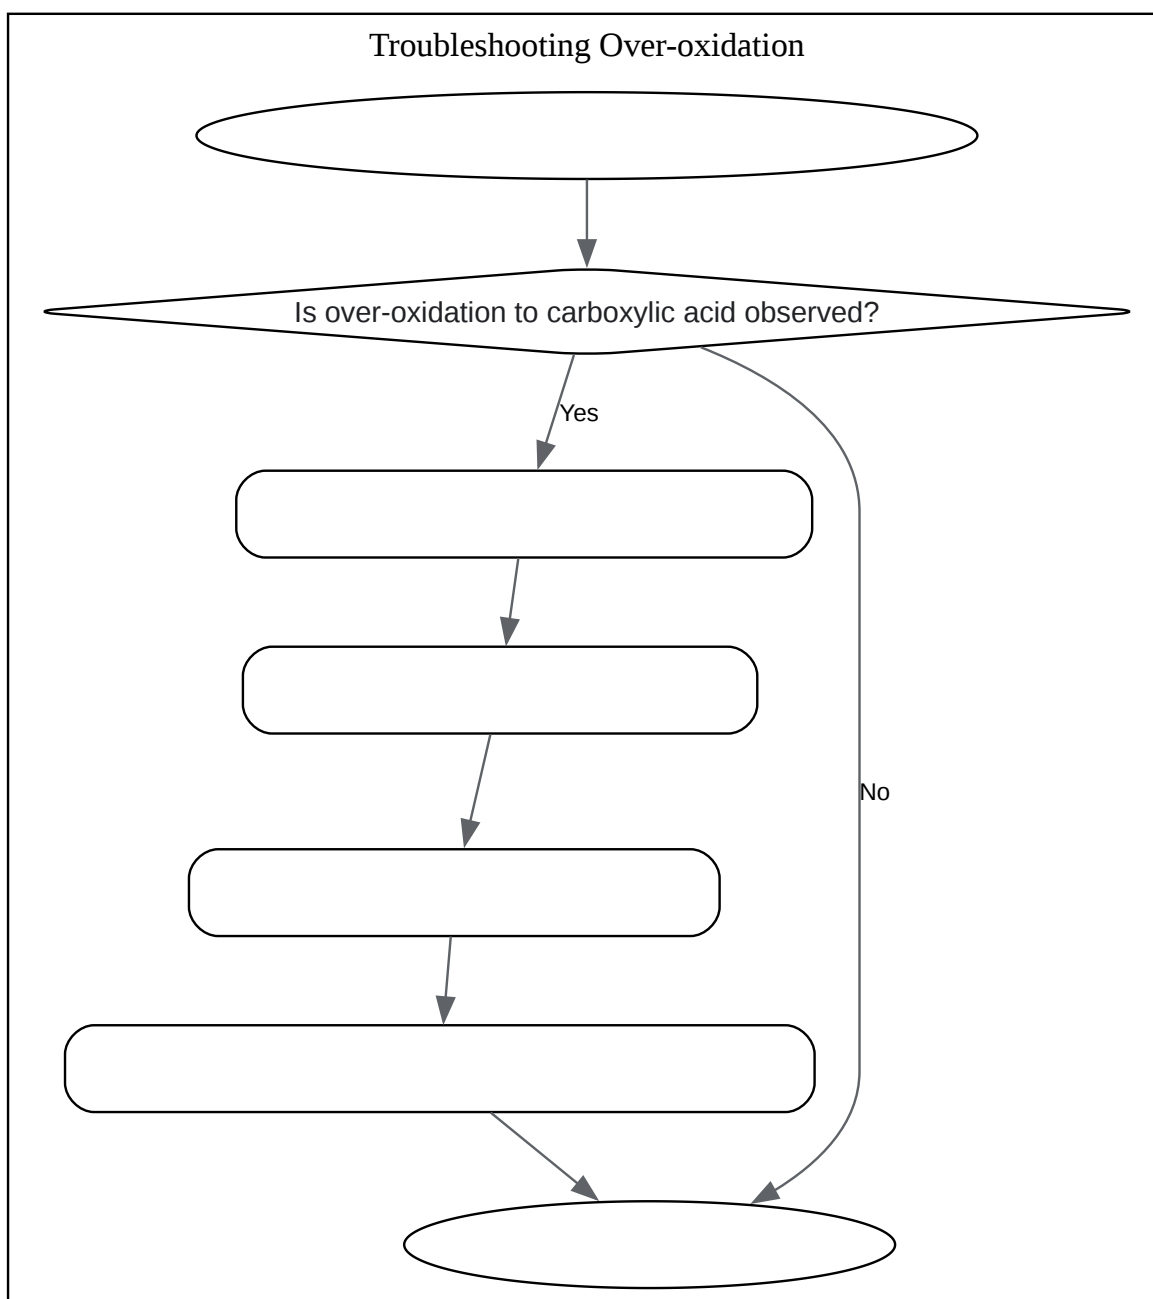 Troubleshooting Over-oxidation
Is over-oxidation to carboxylic acid observed?
Yes
No